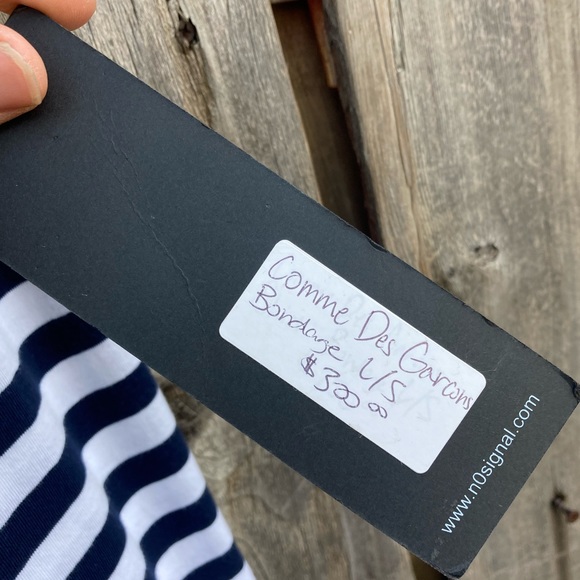 Comme Des Garcons
Bondage L/S
$300.00
www.n0signal.com